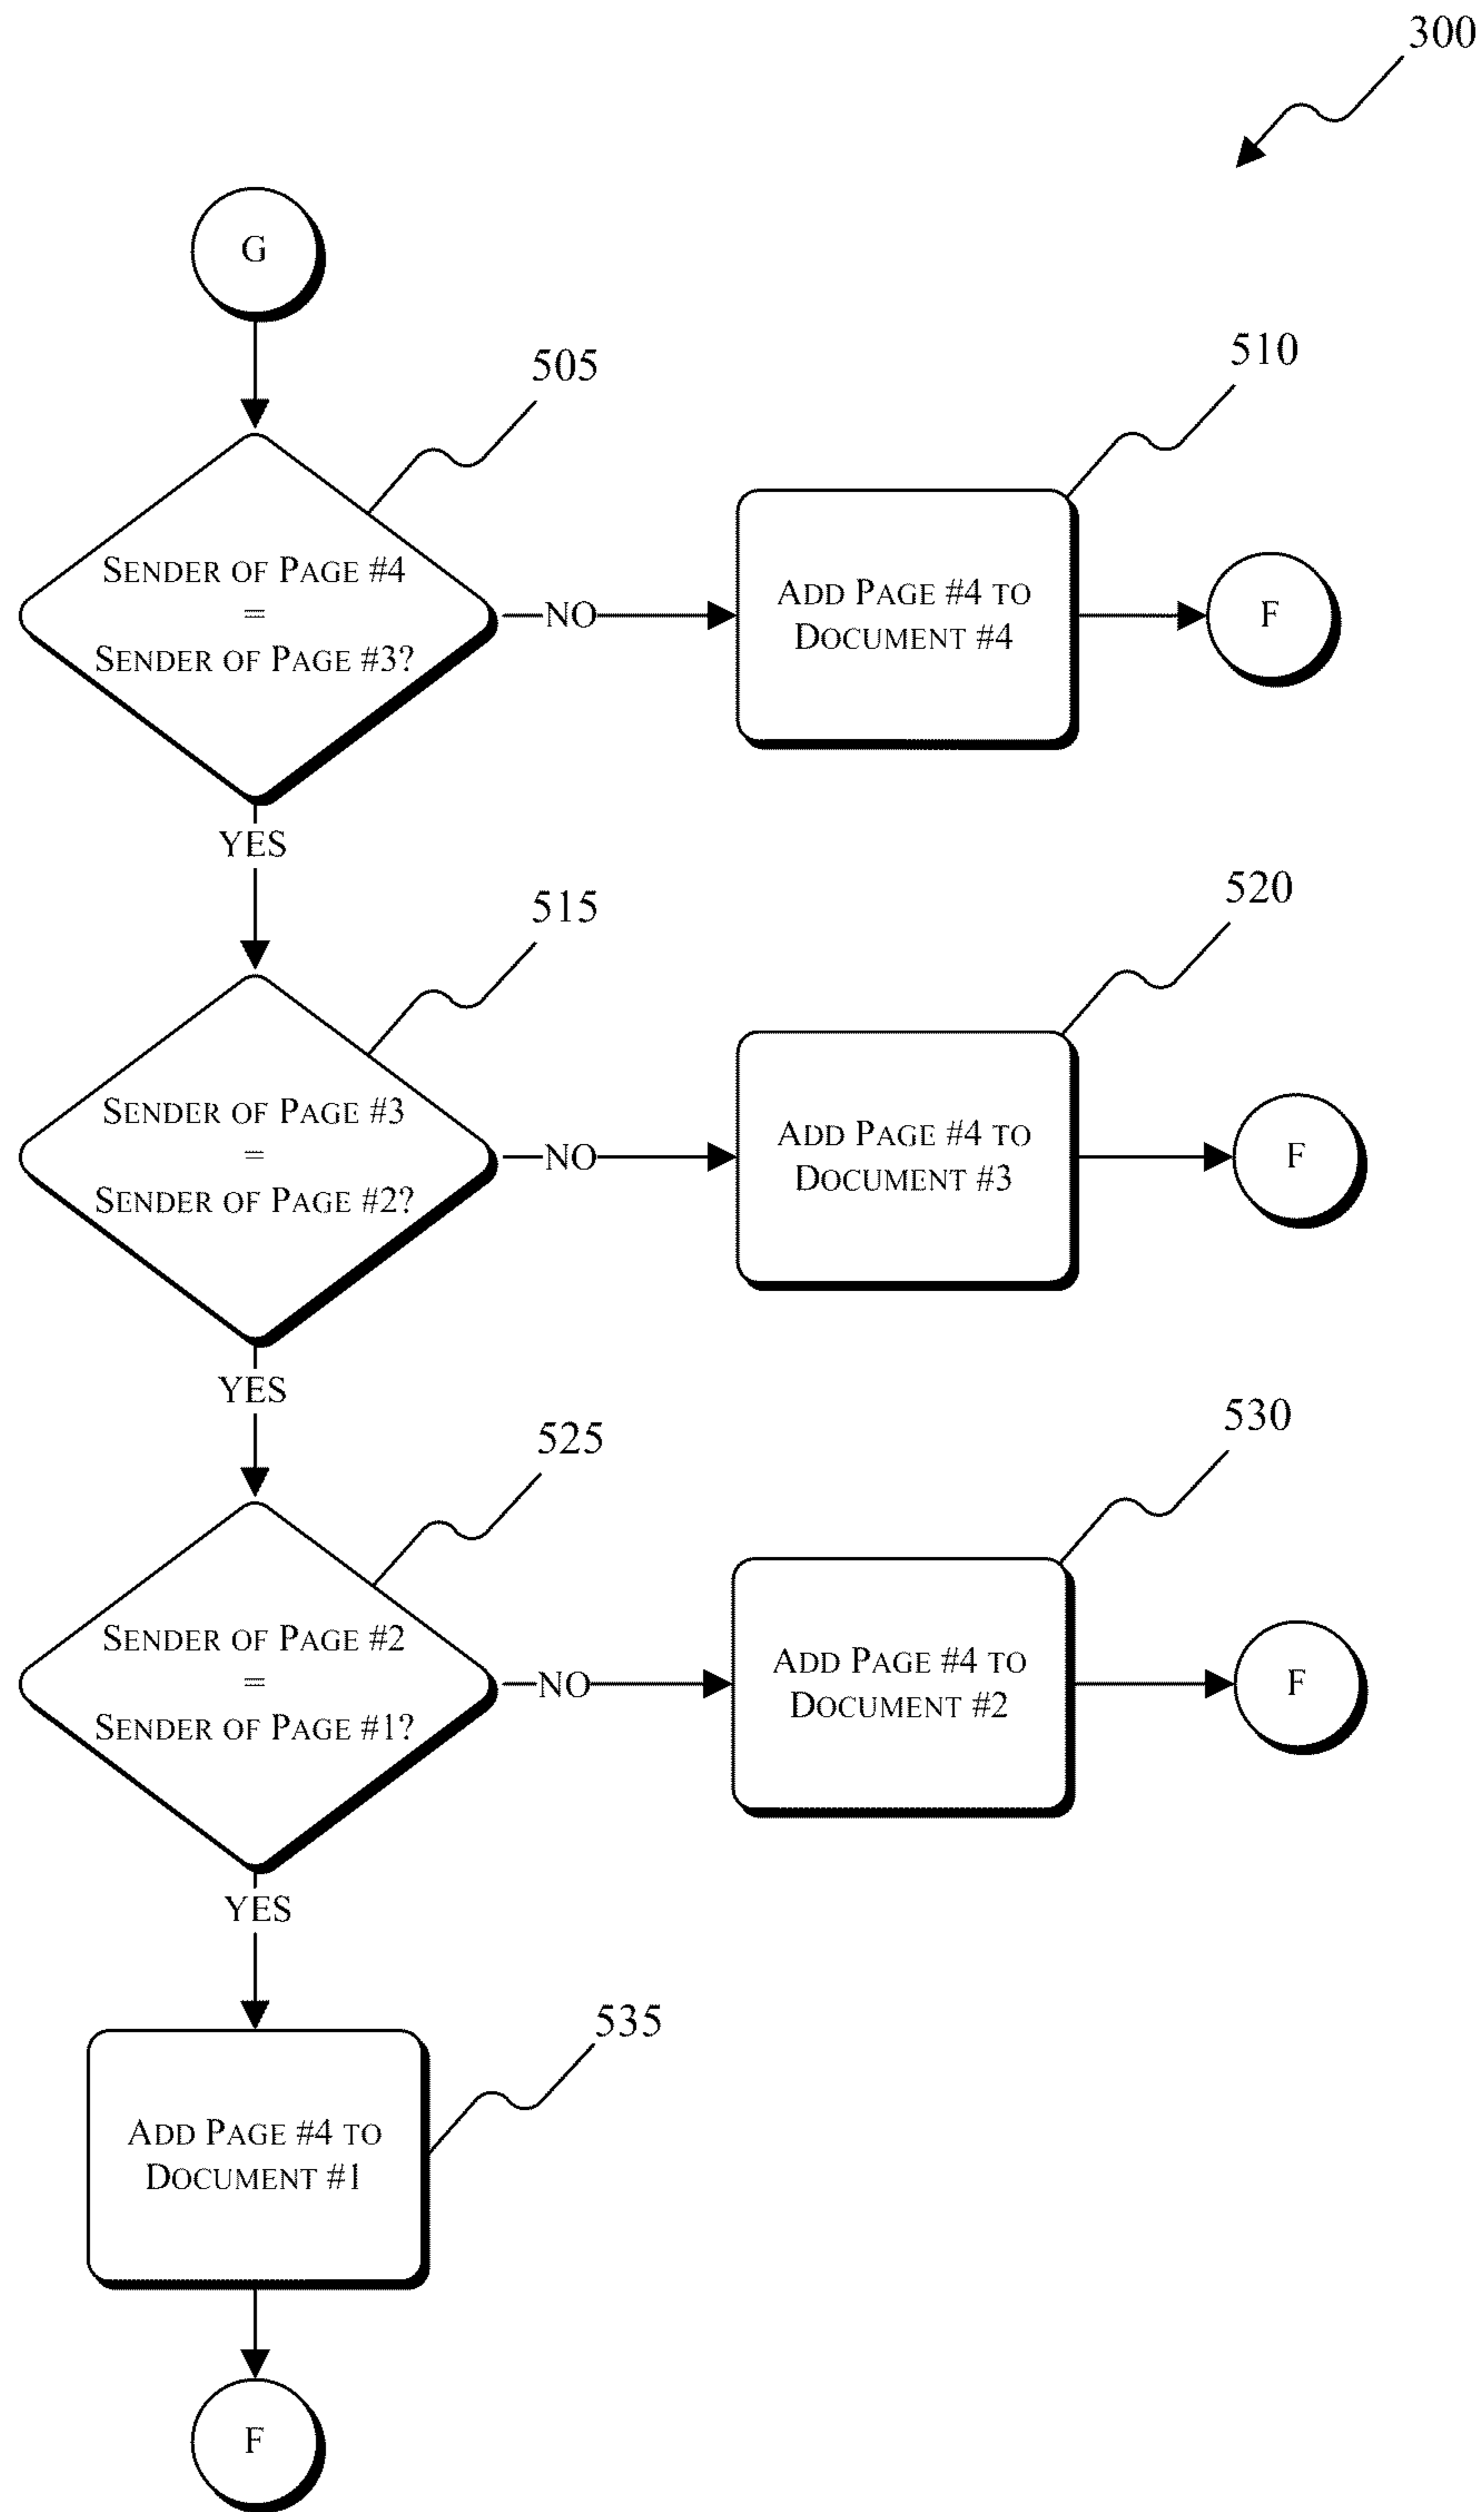 300
G
505
510
Sender of Page #4
=
Sender of Page #3?
NO
Add Page #4 to
Document #4
F
YES
515
520
Sender of Page #3
=
Sender of Page #2?
NO
Add Page #4 to
Document #3
F
YES
525
530
Sender of Page #2
=
Sender of Page #1?
NO
Add Page #4 to
Document #2
F
YES
535
Add Page #4 to
Document #1
F